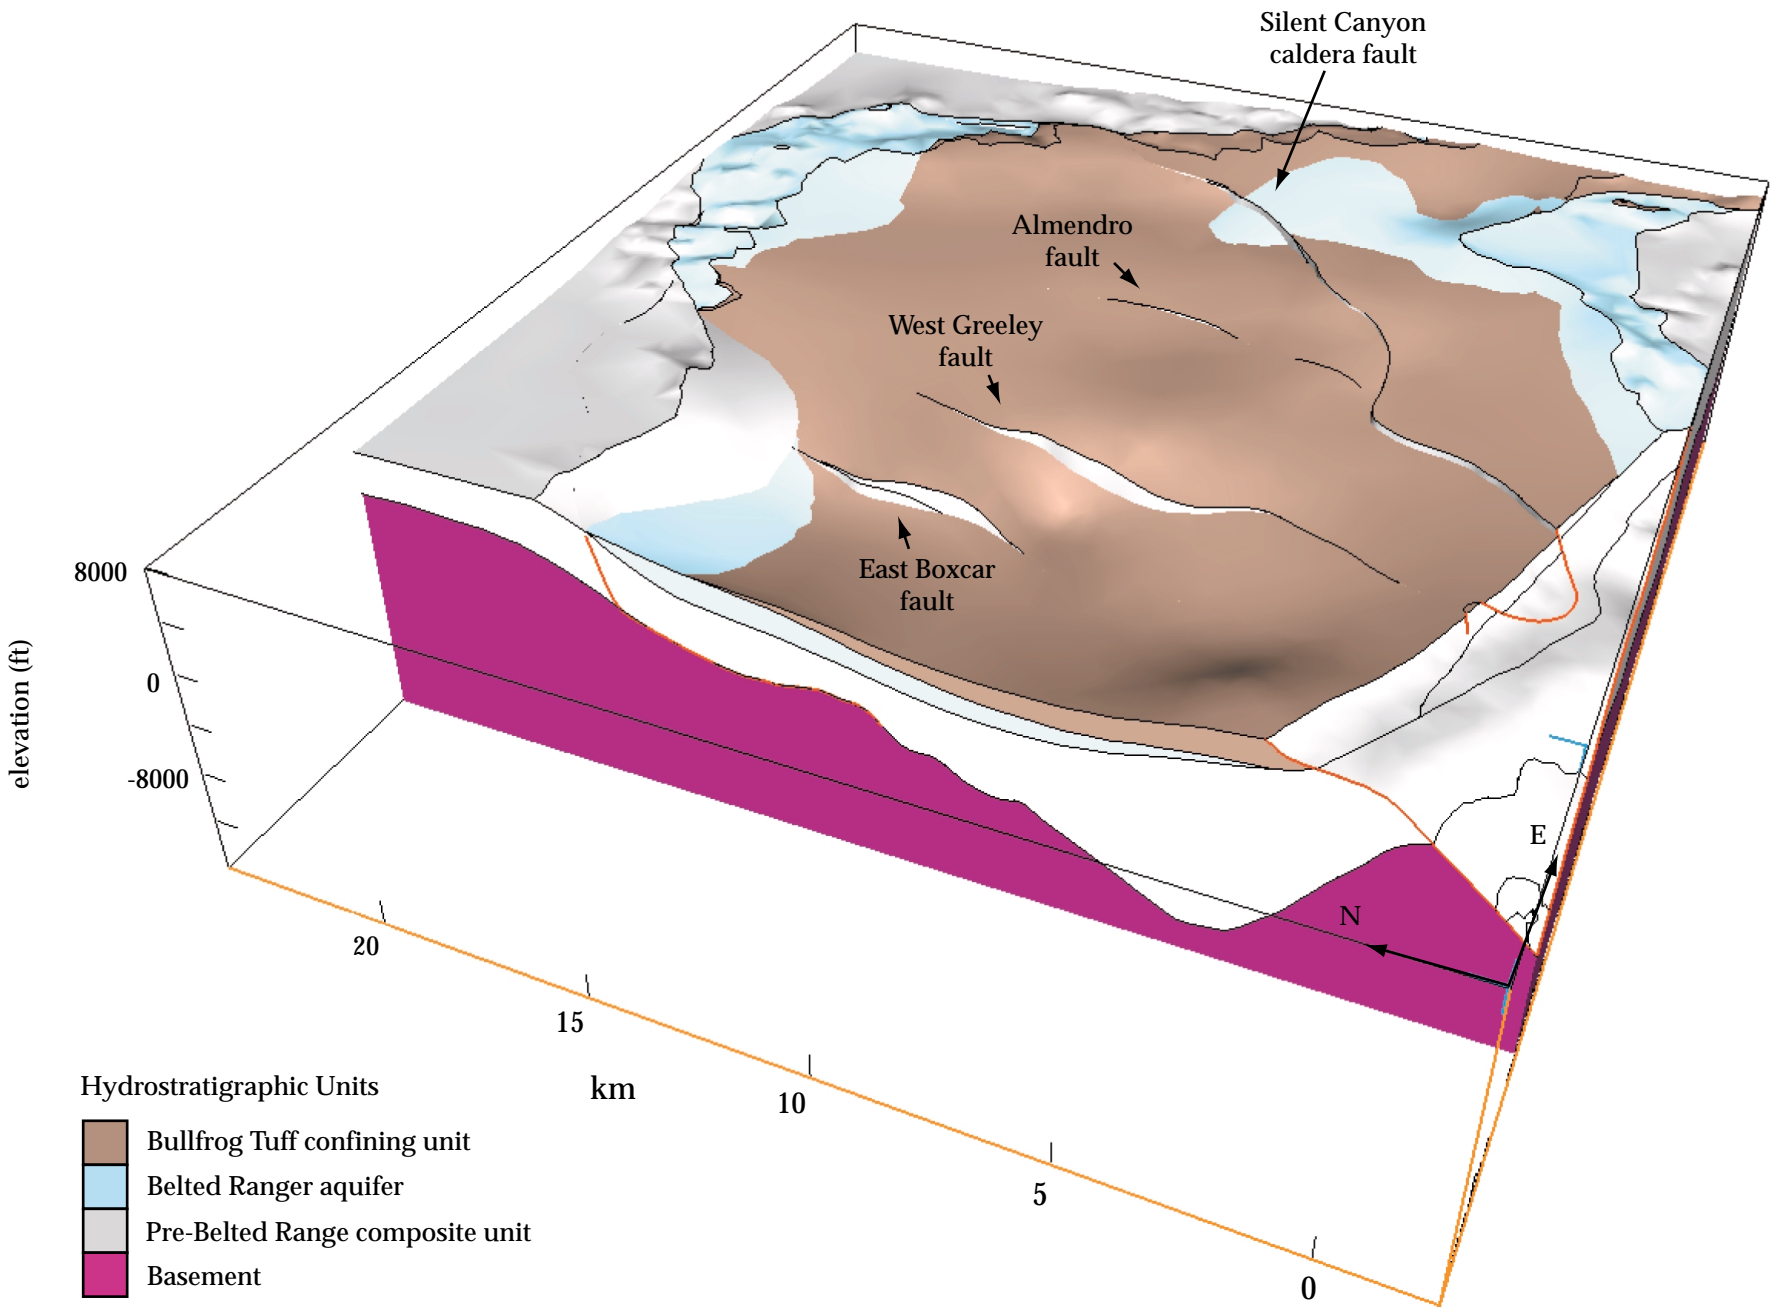 Silent Canyon
caldera fault
Almendro
fault
West Greeley
fault
East Boxcar
fault
8000
0
-8000
elevation (ft)
E
N
20
15
10
5
0
km
Hydrostratigraphic Units
Bullfrog Tuff confining unit
Belted Ranger aquifer
Pre-Belted Range composite unit
Basement